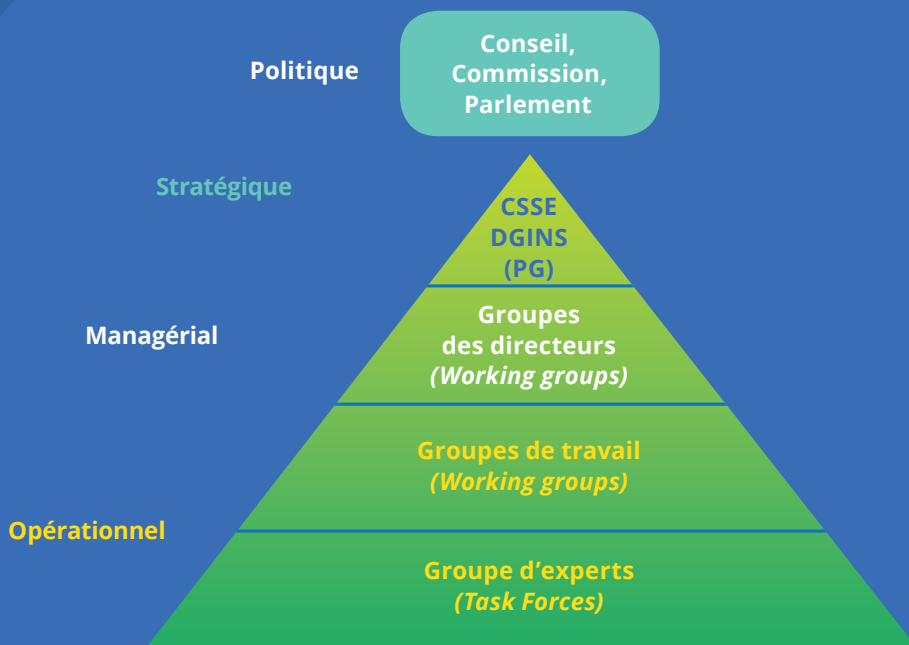 Politique
Conseil,
Commission,
Parlement
Stratégique
CSSE
DGINS
(PG)
Managérial
Groupes
des directeurs
(Working groups)
Groupes de travail
(Working groups)
Opérationnel
Groupe d’experts
(Task Forces)